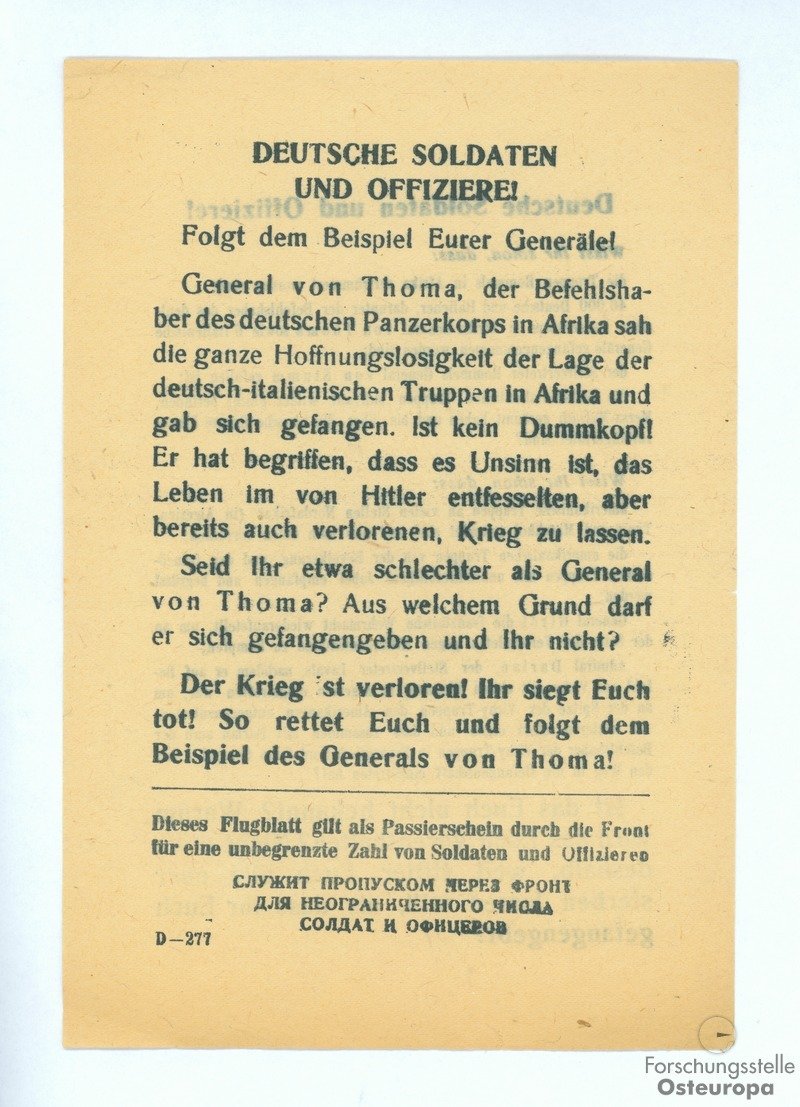 DEUTSCHE SOLDATEN
UND OFFIZIERE!
Folgt dem Beispiel Eurer Generäle!
General von Thoma, der Befehlsha-
ber des deutschen Panzerkorps in Afrika sah
die ganze Hoffnungslosigkeit der Lage der
deutsch-italienischen Truppen in Afrika und
gab sich gefangen. Ist kein Dummkopf!
Er hat begriffen, dass es Unsinn ist, das
Leben im von Hitler entfesselten, aber
bereits auch verlorenen, Krieg zu lassen.
Seid Ihr etwa schlechter als General
von Thoma? Aus welchem Grund darf
er sich gefangengeben und Ihr nicht?
Der Krieg st verloren! Ihr siegt Euch
tot! So rettet Euch und folgt dem
Beispiel des Generals von Thoma!
Dieses Flugblatt gilt als Passierschein durch die Front
für eine unbegrenzte Zahl von Soldaten und Offizieren
СЛУЖИТ ПРОПУСКОМ ЧЕРЕЗ ФРОНТ
ДЛЯ НЕОГРАНИЧЕННОГО ЧИСЛА
СОЛДАТ И ОФИЦЕРОВ
D—277
Forschungsstelle
Osteuropa